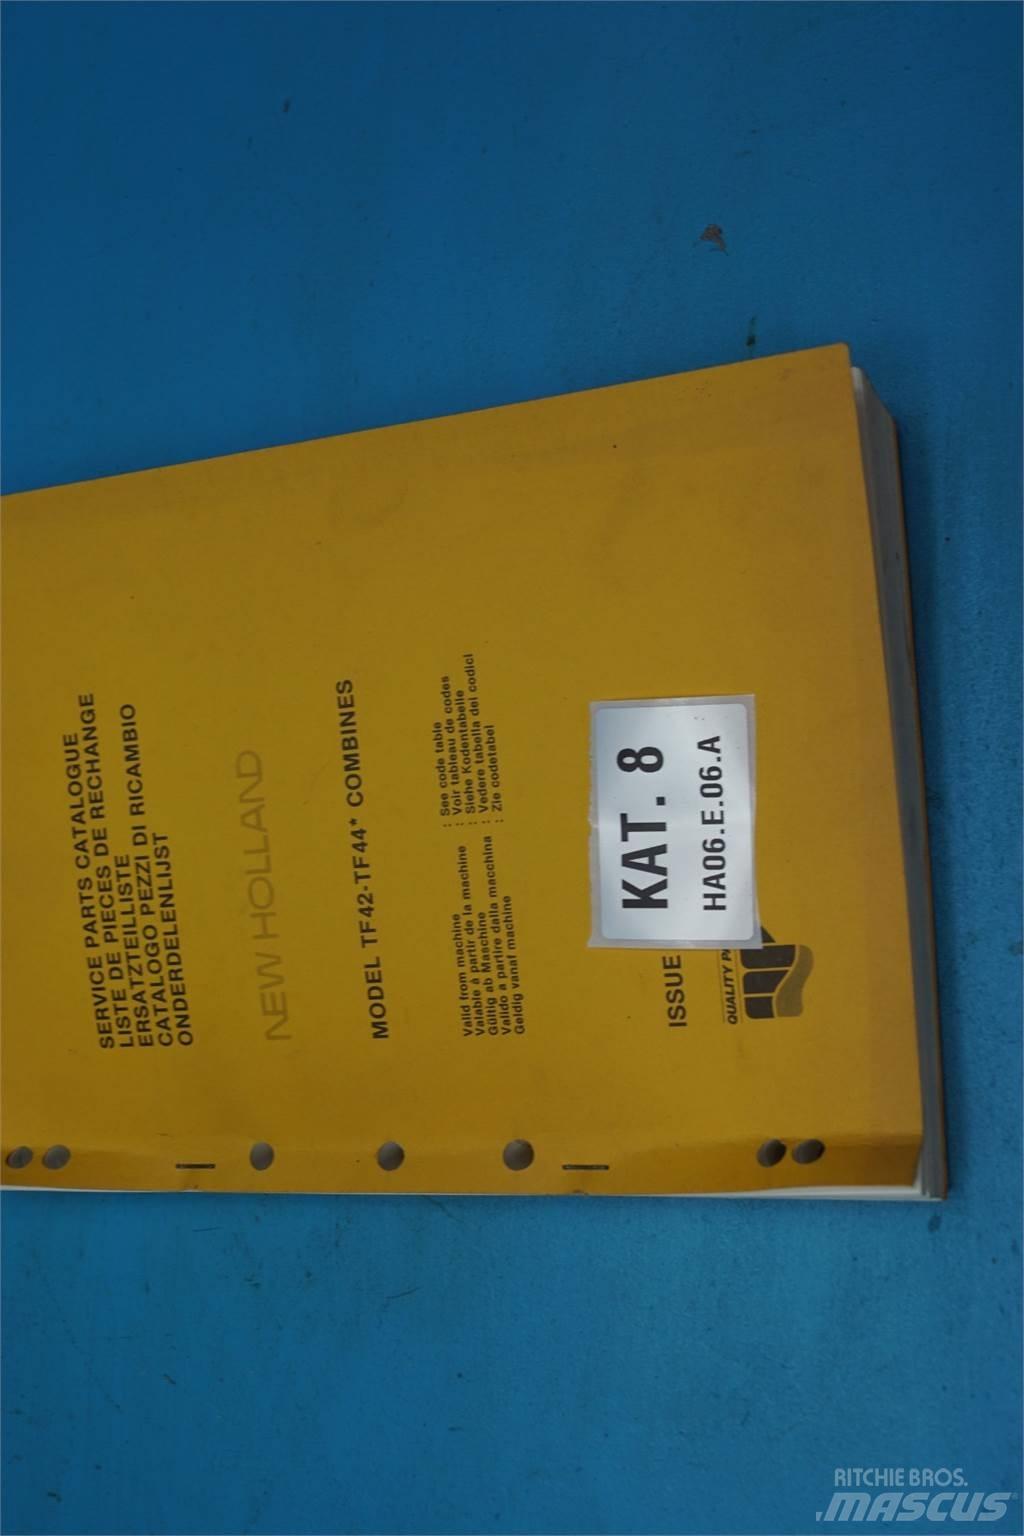 SERVICE PARTS CATALOGUE
LISTE DE PIECES DE RECHANGE
ERSATZTEILLISTE
CATALOGO PEZZI DI RICAMBIO
ONDERDELENLIJST
NEW HOLLAND
MODEL TF42-TF44* COMBINES
Valid from machine : See code table
Valable à partir de la machine : Voir tableau de codes
Gültig ab Maschine : Siehe Kodentabelle
Valido a partire dalla macchina : Vedere tabella dei codici
Geldig vanaf machine : Zie codetabel
ISSUE
QUALITY
KAT. 8
HA06.E.06.A
RITCHIE BROS.
MASCUS